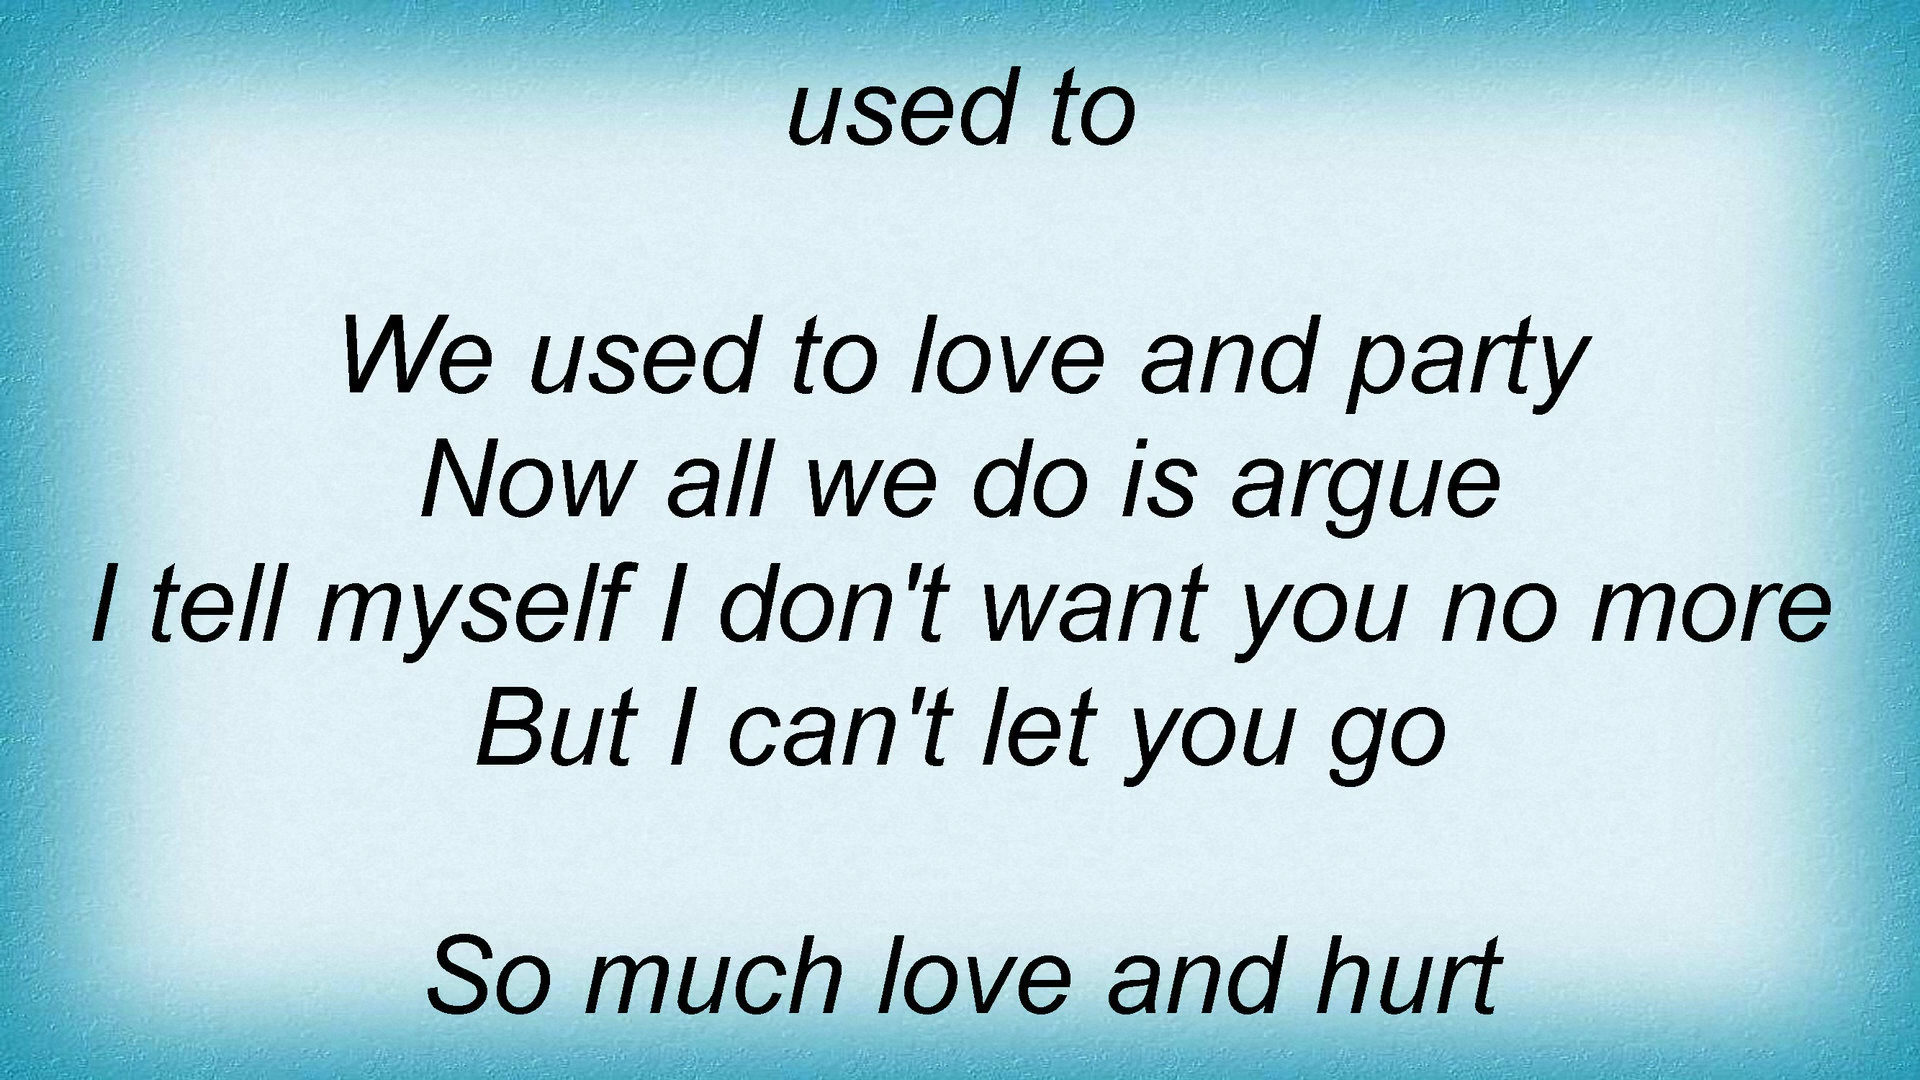 used to
We used to love and party
Now all we do is argue
I tell myself I don't want you no more
But I can't let you go
So much love and hurt